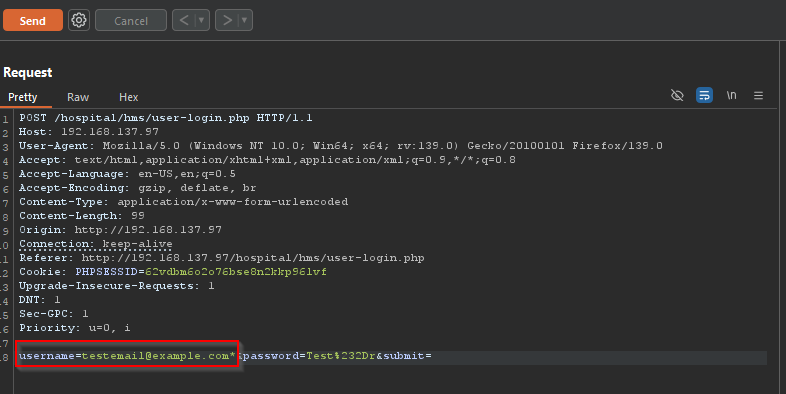 Send Cancel < >
Request
Pretty Raw Hex \n
1 POST /hospital/hms/user-login.php HTTP/1.1
2 Host: 192.168.137.97
3 User-Agent: Mozilla/5.0 (Windows NT 10.0; Win64; x64; rv:139.0) Gecko/20100101 Firefox/139.0
4 Accept: text/html,application/xhtml+xml,application/xml;q=0.9,*/*;q=0.8
5 Accept-Language: en-US,en;q=0.5
6 Accept-Encoding: gzip, deflate, br
7 Content-Type: application/x-www-form-urlencoded
8 Content-Length: 99
9 Origin: http://192.168.137.97
10 Connection: keep-alive
11 Referer: http://192.168.137.97/hospital/hms/user-login.php
12 Cookie: PHPSESSID=62vdbm6o2o76bse8n2kkp961vf
13 Upgrade-Insecure-Requests: 1
14 DNT: 1
15 Sec-GPC: 1
16 Priority: u=0, i
17
18 username=testemail@example.com*&password=Test%232Dr&submit=